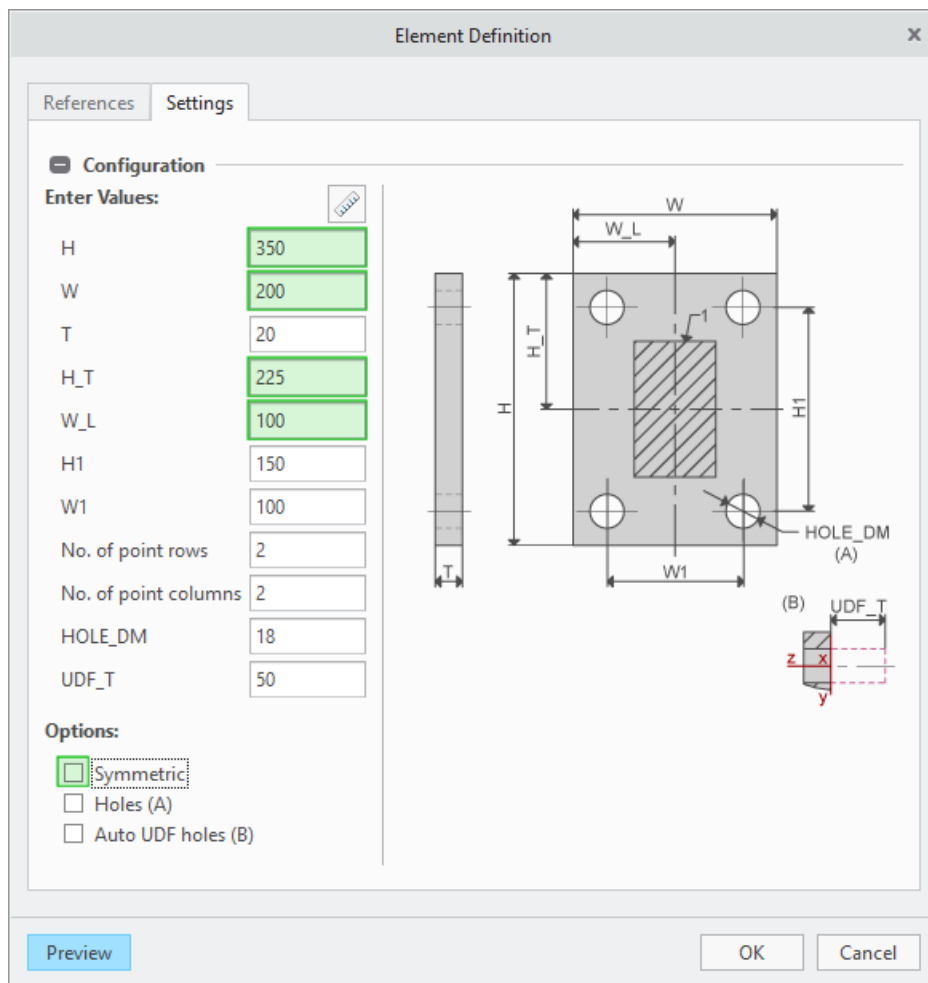 Element Definition
References Settings
Configuration
Enter Values:
H 350
W 200
T 20
H_T 225
W_L 100
H1 150
W1 100
No. of point rows 2
No. of point columns 2
HOLE_DM 18
UDF_T 50
Options:
Symmetric
Holes (A)
Auto UDF holes (B)
W
W_L
1
H_T
H
H1
HOLE_DM
(A)
T
W1
(B) UDF_T
z x
y
Preview OK Cancel